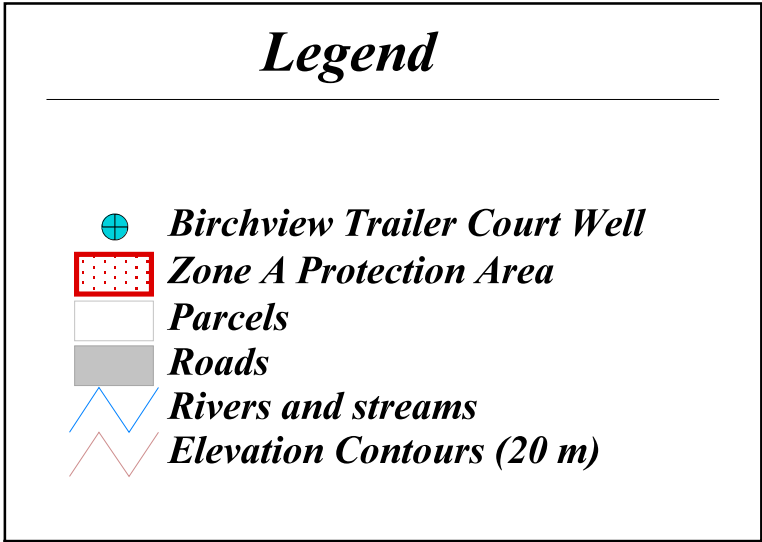 Legend
Birchview Trailer Court Well
Zone A Protection Area
Parcels
Roads
Rivers and streams
Elevation Contours (20 m)